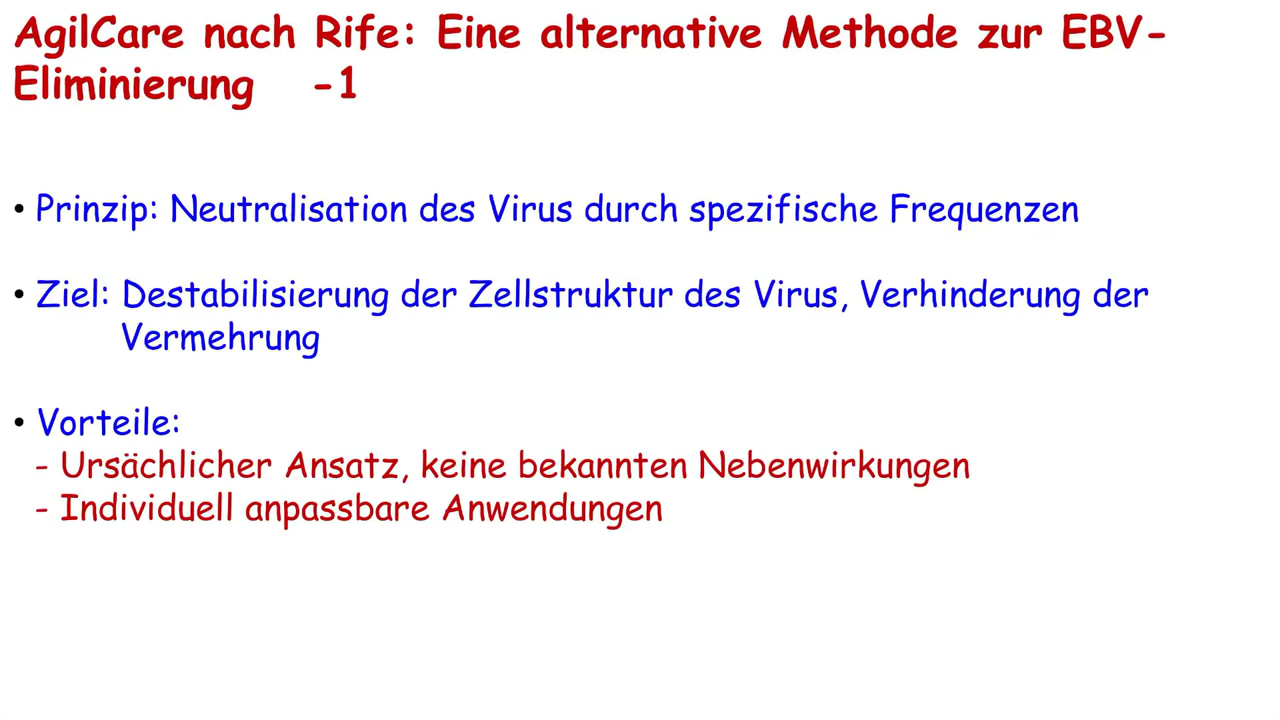 AgilCare nach Rife: Eine alternative Methode zur EBV-
Eliminierung -1
• Prinzip: Neutralisation des Virus durch spezifische Frequenzen
• Ziel: Destabilisierung der Zellstruktur des Virus, Verhinderung der
Vermehrung
• Vorteile:
- Ursächlicher Ansatz, keine bekannten Nebenwirkungen
- Individuell anpassbare Anwendungen